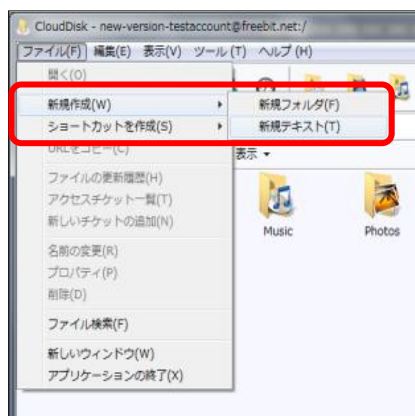 CloudDisk - new-version-testaccount@freebit.net:/
ファイル(F) 編集(E) 表示(V) ツール(T) ヘルプ(H)
開く(O)
新規作成(W)
新規フォルダ(F)
ショートカットを作成(S)
新規テキスト(T)
URLをコピー(C)
表示
ファイルの更新履歴(H)
アクセスチケット一覧(T)
新しいチケットの追加(N)
Music
Photos
名前の変更(R)
プロパティ(P)
削除(D)
ファイル検索(F)
新しいウィンドウ(W)
アプリケーションの終了(X)